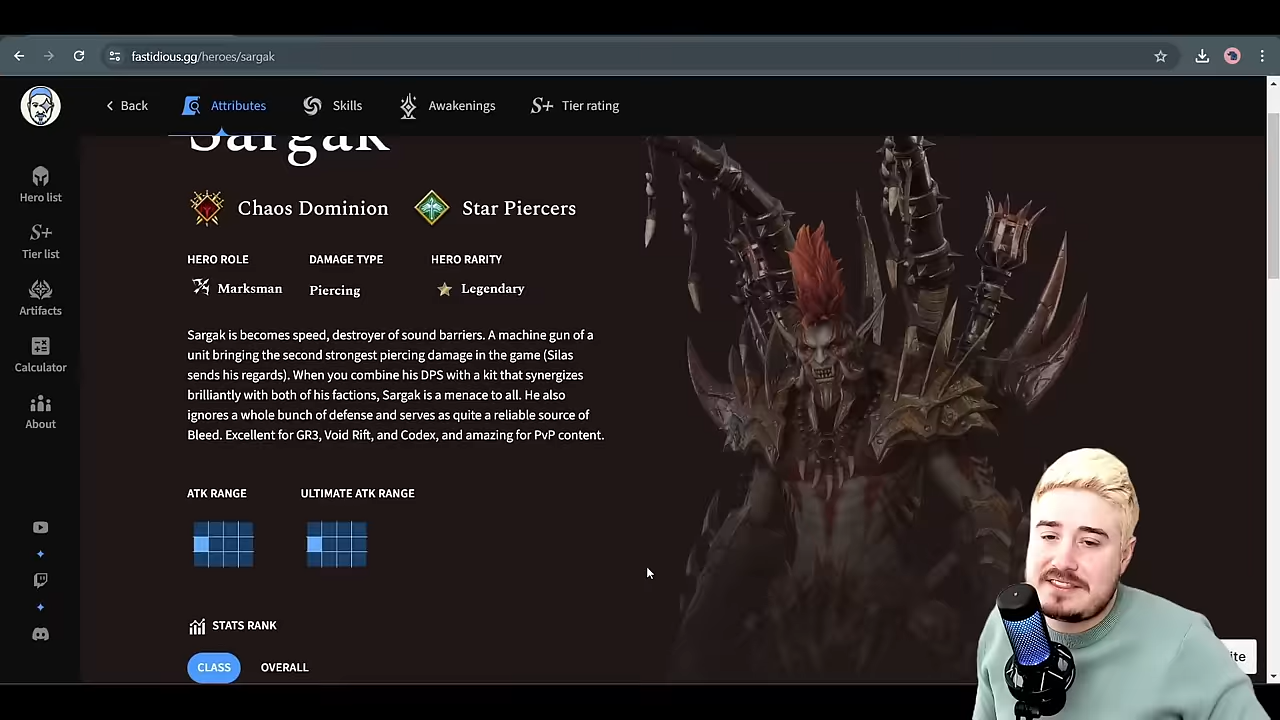 fastidious.gg/heroes/sargak
Back
Attributes
Skills
Awakenings
S+ Tier rating
Sargak
Hero list
S+
Tier list
Artifacts
Calculator
About
Chaos Dominion
Star Piercers
HERO ROLE
DAMAGE TYPE
HERO RARITY
Marksman
Piercing
Legendary
Sargak is becomes speed, destroyer of sound barriers. A machine gun of a
unit bringing the second strongest piercing damage in the game (Silas
sends his regards). When you combine his DPS with a kit that synergizes
brilliantly with both of his factions, Sargak is a menace to all. He also
ignores a whole bunch of defense and serves as quite a reliable source of
Bleed. Excellent for GR3, Void Rift, and Codex, and amazing for PvP content.
ATK RANGE
ULTIMATE ATK RANGE
STATS RANK
CLASS
OVERALL